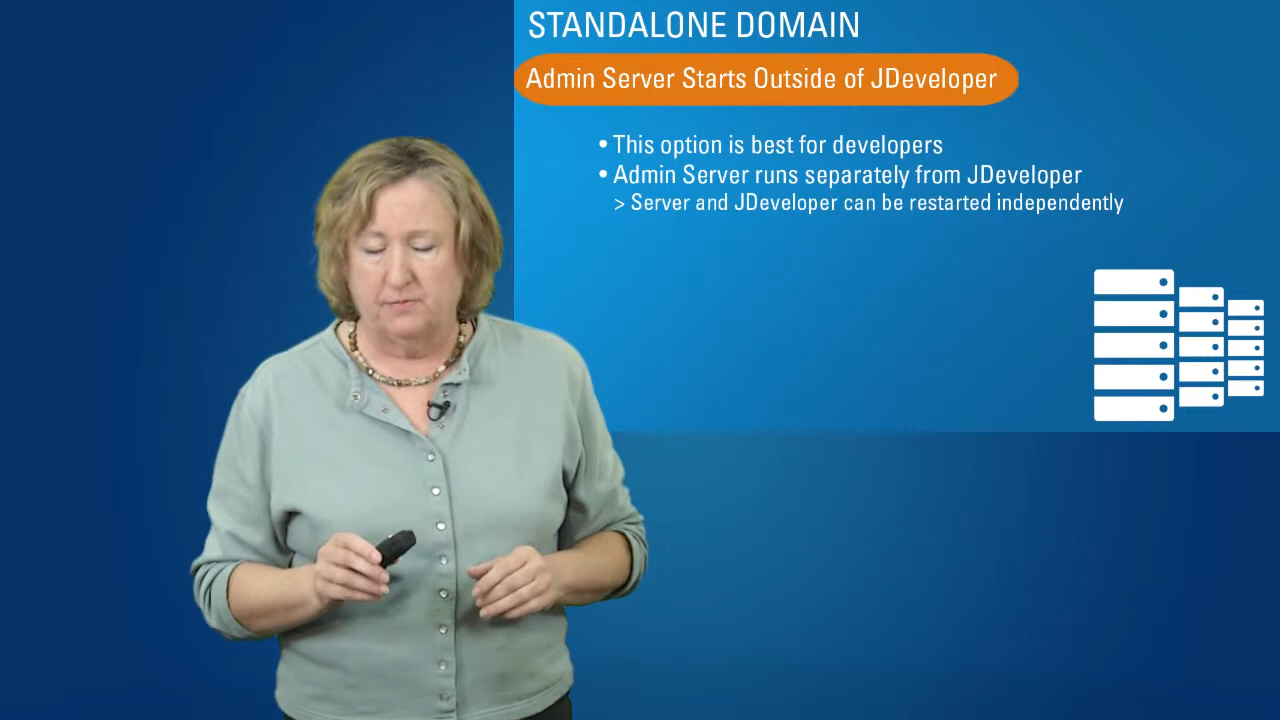 STANDALONE DOMAIN
Admin Server Starts Outside of JDeveloper
• This option is best for developers
• Admin Server runs separately from JDeveloper
> Server and JDeveloper can be restarted independently